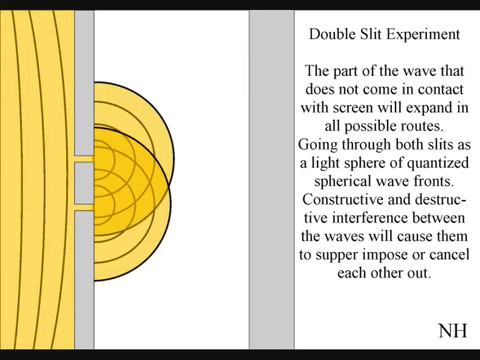 Double Slit Experiment
The part of the wave that
does not come in contact
with screen will expand in
all possible routes.
Going through both slits as
a light sphere of quantized
spherical wave fronts.
Constructive and destruc-
tive interference between
the waves will cause them
to supper impose or cancel
each other out.
NH